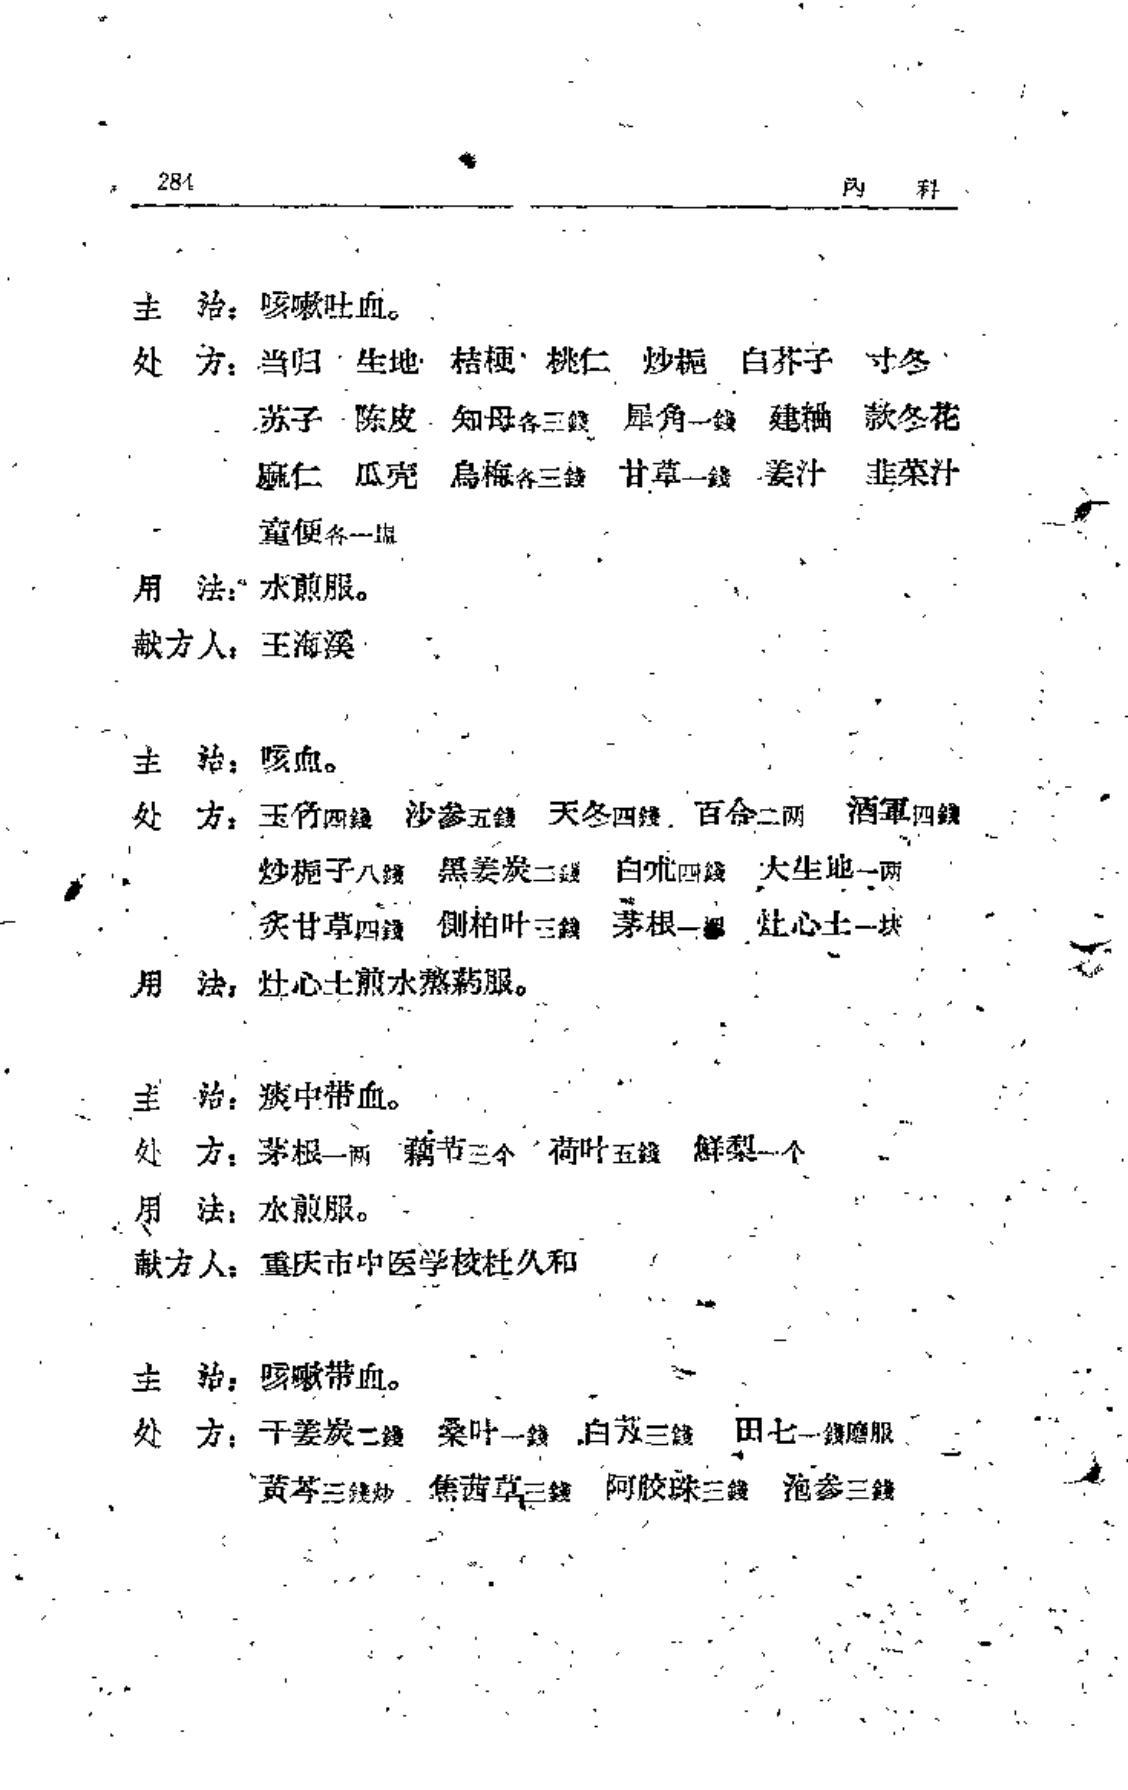 284 內 科
主 治：咳嗽吐血。
处 方：当归 生地 桔梗 桃仁 炒梔 白芥子 寸冬
苏子 陈皮 知母各三錢 犀角一錢 建柚 款冬花
麻仁 瓜壳 烏梅各三錢 甘草一錢 姜汁 韭菜汁
童便各一
用 法：水煎服。
献方人：王海溪
主 治：咳血。
处 方：玉竹四錢 沙参五錢 天冬四錢 百合二两 酒軍四錢
炒梔子八錢 黑姜炭二錢 白朮四錢 大生地一两
炙甘草四錢 側柏叶三錢 茅根一 灶心土一块
用 法：灶心土煎水熬葯服。
主 治：痰中带血。
处 方：茅根一两 藕节三个 荷叶五錢 鮮梨一个
用 法：水煎服。
献方人：重庆市中医学校杜久和
主 治：咳嗽带血。
处 方：干姜炭二錢 桑叶一錢 白芨三錢 田七一錢磨服
黃芩三錢炒 焦茜草三錢 阿胶珠三錢 泡参三錢